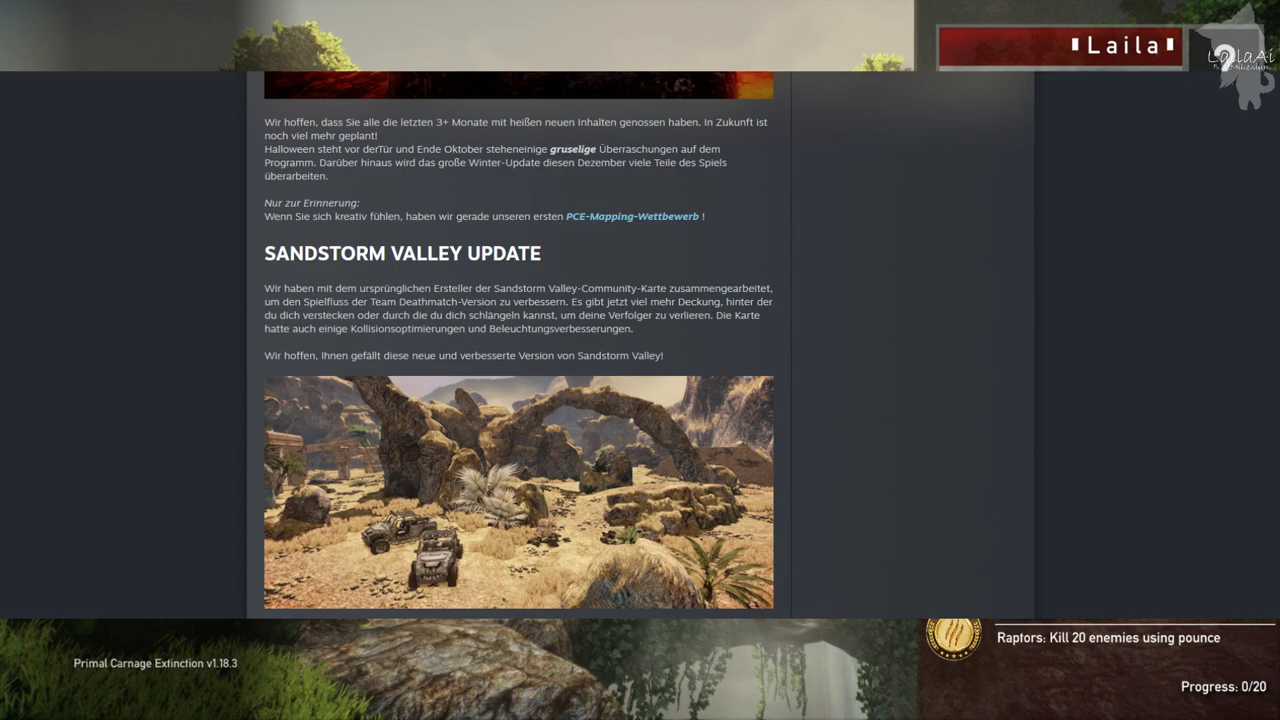 Laila
LailaAi
Wir hoffen, dass Sie alle die letzten 3+ Monate mit heißen neuen Inhalten genossen haben. In Zukunft ist
noch viel mehr geplant!
Halloween steht vor derTür und Ende Oktober steheneinige gruselige Überraschungen auf dem
Programm. Darüber hinaus wird das große Winter-Update diesen Dezember viele Teile des Spiels
überarbeiten.
Nur zur Erinnerung:
Wenn Sie sich kreativ fühlen, haben wir gerade unseren ersten PCE-Mapping-Wettbewerb !
SANDSTORM VALLEY UPDATE
Wir haben mit dem ursprünglichen Ersteller der Sandstorm Valley-Community-Karte zusammengearbeitet,
um den Spielfluss der Team Deathmatch-Version zu verbessern. Es gibt jetzt viel mehr Deckung, hinter der
du dich verstecken oder durch die du dich schlängeln kannst, um deine Verfolger zu verlieren. Die Karte
hatte auch einige Kollisionsoptimierungen und Beleuchtungsverbesserungen.
Wir hoffen, Ihnen gefällt diese neue und verbesserte Version von Sandstorm Valley!
Raptors: Kill 20 enemies using pounce
Primal Carnage Extinction v1.18.3
Progress: 0/20